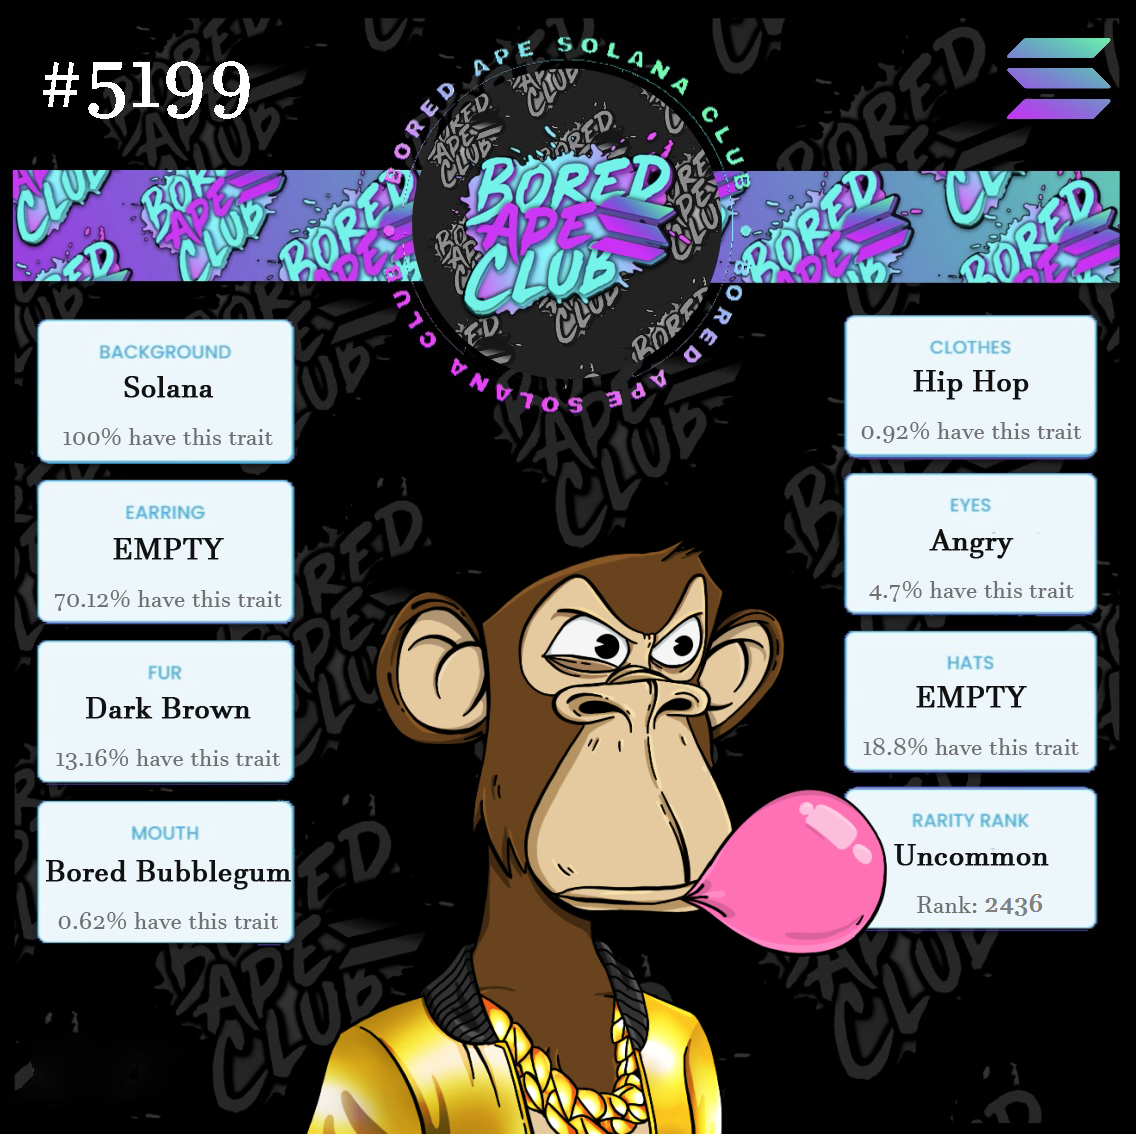 #5199
BORED APE SOLANA CLUB
BORED APE SOLANA CLUB
BORED
APE
CLUB
BACKGROUND
Solana
100% have this trait
EARRING
EMPTY
70.12% have this trait
FUR
Dark Brown
13.16% have this trait
MOUTH
Bored Bubblegum
0.62% have this trait
CLOTHES
Hip Hop
0.92% have this trait
EYES
Angry
4.7% have this trait
HATS
EMPTY
18.8% have this trait
RARITY RANK
Uncommon
Rank: 2436